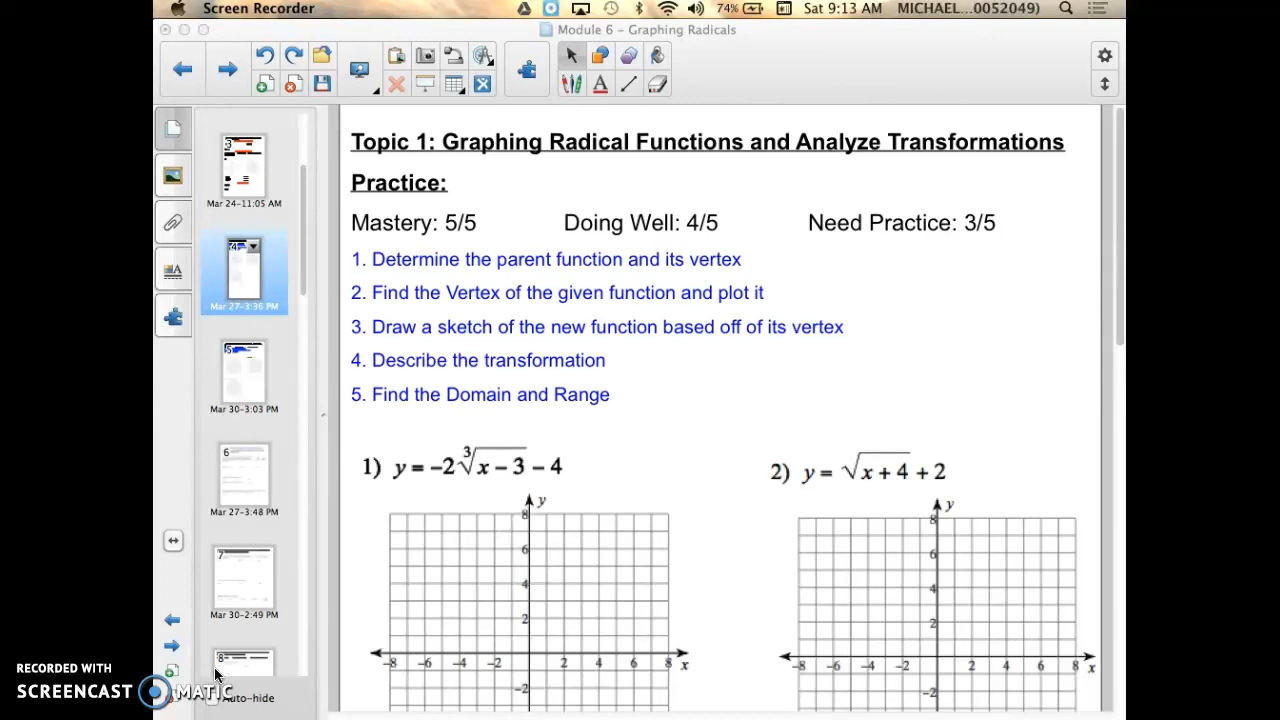 Screen Recorder
74%
Sat 9:13 AM
MICHAEL...0052049)
Module 6 - Graphing Radicals
3
Mar 24-11:05 AM
4
Mar 27-3:36 PM
5
Mar 30-3:03 PM
6
Mar 27-3:48 PM
7
Mar 30-2:49 PM
8
Auto-hide
Topic 1: Graphing Radical Functions and Analyze Transformations
Practice:
Mastery: 5/5 Doing Well: 4/5 Need Practice: 3/5
1. Determine the parent function and its vertex
2. Find the Vertex of the given function and plot it
3. Draw a sketch of the new function based off of its vertex
4. Describe the transformation
5. Find the Domain and Range
1) y = -2∛(x - 3) - 4
2) y = √(x + 4) + 2
y
8
6
4
2
-8 -6 -4 -2 2 4 6 8 x
-2
y
8
6
4
2
-8 -6 -4 -2 2 4 6 8 x
-2
RECORDED WITH
SCREENCAST MATIC